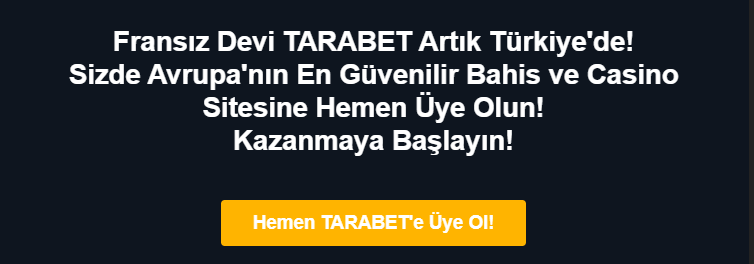 Fransız Devi TARABET Artık Türkiye'de!
Sizde Avrupa'nın En Güvenilir Bahis ve Casino
Sitesine Hemen Üye Olun!
Kazanmaya Başlayın!
Hemen TARABET'e Üye Ol!